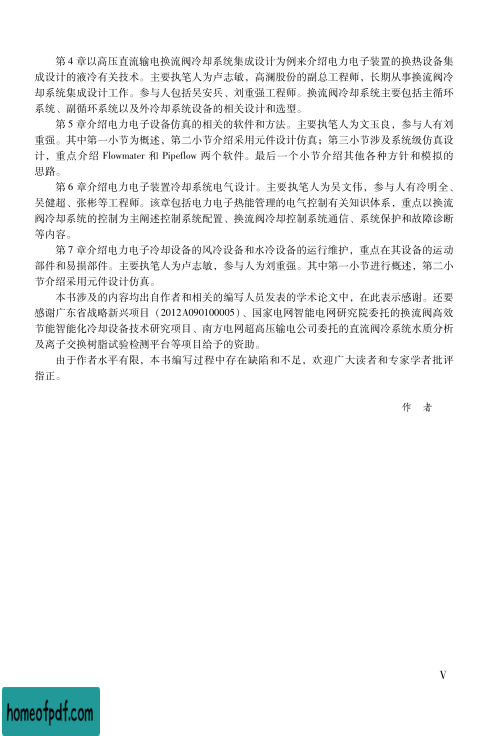 第 4 章以高压直流输电换流阀冷却系统集成设计为例来介绍电力电子装置的换热设备集
成设计的液冷有关技术。主要执笔人为卢志敏，高澜股份的副总工程师，长期从事换流阀冷
却系统集成设计工作。参与人包括吴安兵、刘重强工程师。换流阀冷却系统主要包括主循环
系统、副循环系统以及外冷却系统设备的相关设计和选型。
第 5 章介绍电力电子设备仿真的相关的软件和方法。主要执笔人为文玉良，参与人有刘
重强。其中第一小节为概述，第二小节介绍采用元件设计仿真；第三小节涉及系统级仿真设
计，重点介绍 Flowmater 和 Pipeflow 两个软件。最后一个小节介绍其他各种方针和模拟的
思路。
第 6 章介绍电力电子装置冷却系统电气设计。主要执笔人为吴文伟，参与人有冷明全、
吴健超、张彬等工程师。该章包括电力电子热能管理的电气控制有关知识体系，重点以换流
阀冷却系统的控制为主阐述控制系统配置、换流阀冷却控制系统通信、系统保护和故障诊断
等内容。
第 7 章介绍电力电子冷却设备的风冷设备和水冷设备的运行维护，重点在其设备的运动
部件和易损部件。主要执笔人为卢志敏，参与人为刘重强。其中第一小节进行概述，第二小
节介绍采用元件设计仿真。
本书涉及的内容均出自作者和相关的编写人员发表的学术论文中，在此表示感谢。还要
感谢广东省战略新兴项目（2012A090100005）、国家电网智能电网研究院委托的换流阀高效
节能智能化冷却设备技术研究项目、南方电网超高压输电公司委托的直流阀冷系统水质分析
及离子交换树脂试验检测平台等项目给予的资助。
由于作者水平有限，本书编写过程中存在缺陷和不足，欢迎广大读者和专家学者批评
指正。
作 者
V
homeofpdf.com